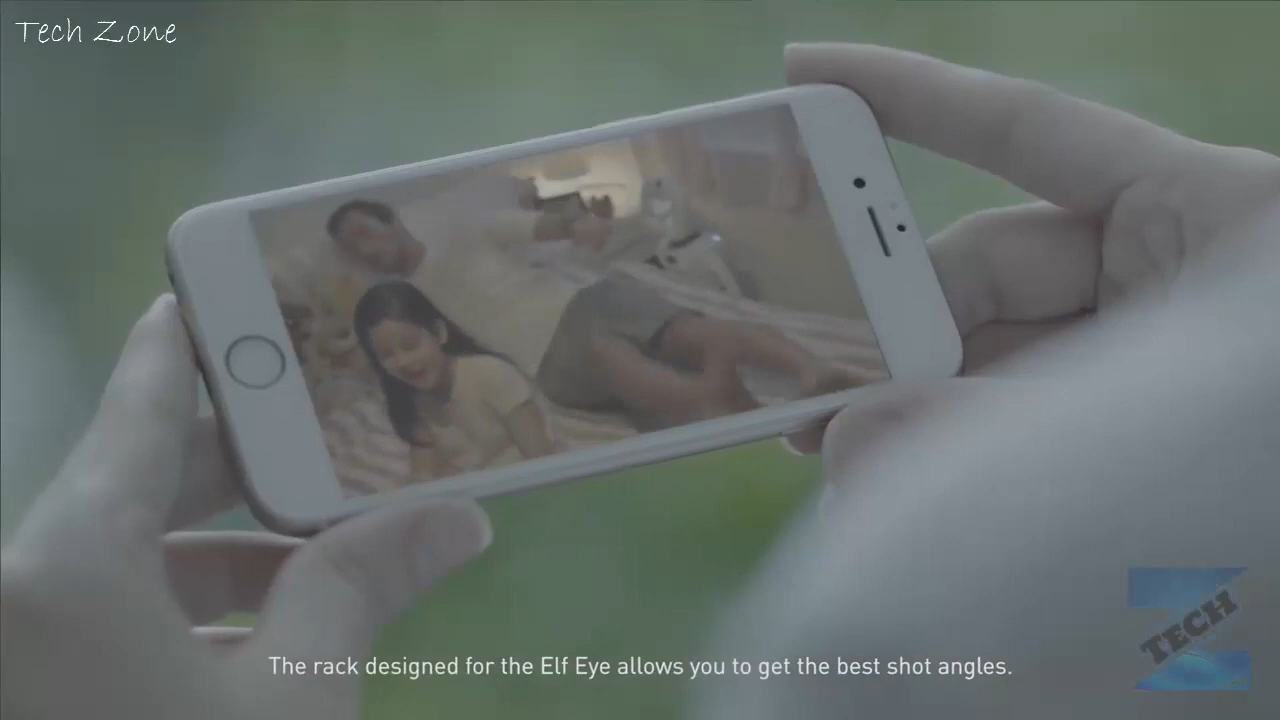 Tech Zone
The rack designed for the Elf Eye allows you to get the best shot angles.
TECH